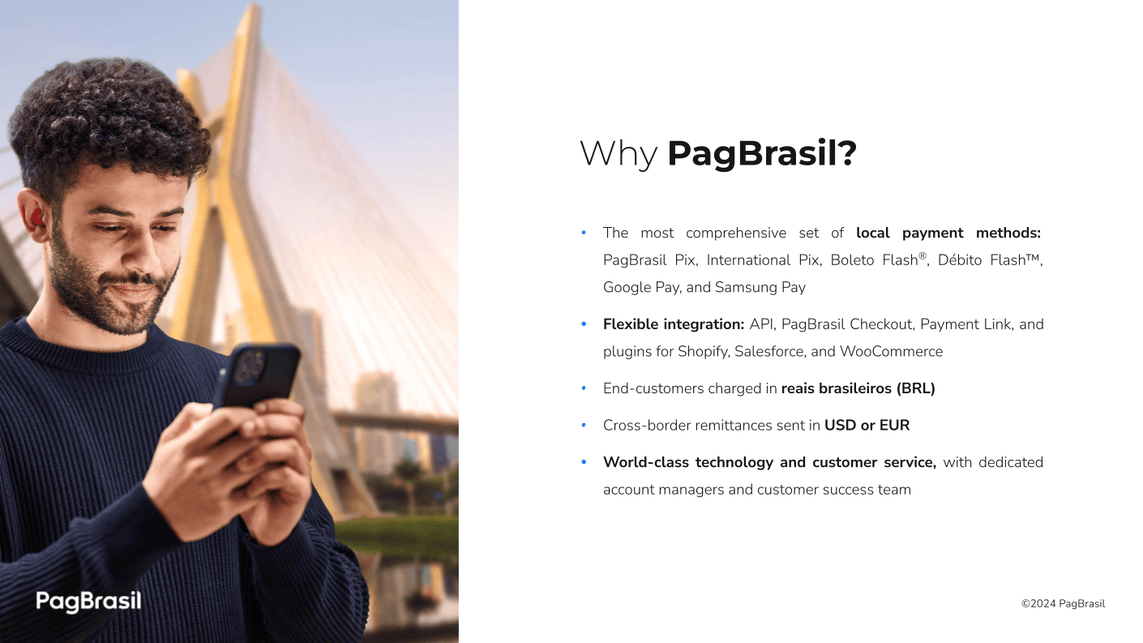 Why PagBrasil?
• The most comprehensive set of local payment methods:
PagBrasil Pix, International Pix, Boleto Flash®, Débito Flash™,
Google Pay, and Samsung Pay
• Flexible integration: API, PagBrasil Checkout, Payment Link, and
plugins for Shopify, Salesforce, and WooCommerce
• End-customers charged in reais brasileiros (BRL)
• Cross-border remittances sent in USD or EUR
• World-class technology and customer service, with dedicated
account managers and customer success team
PagBrasil
©2024 PagBrasil